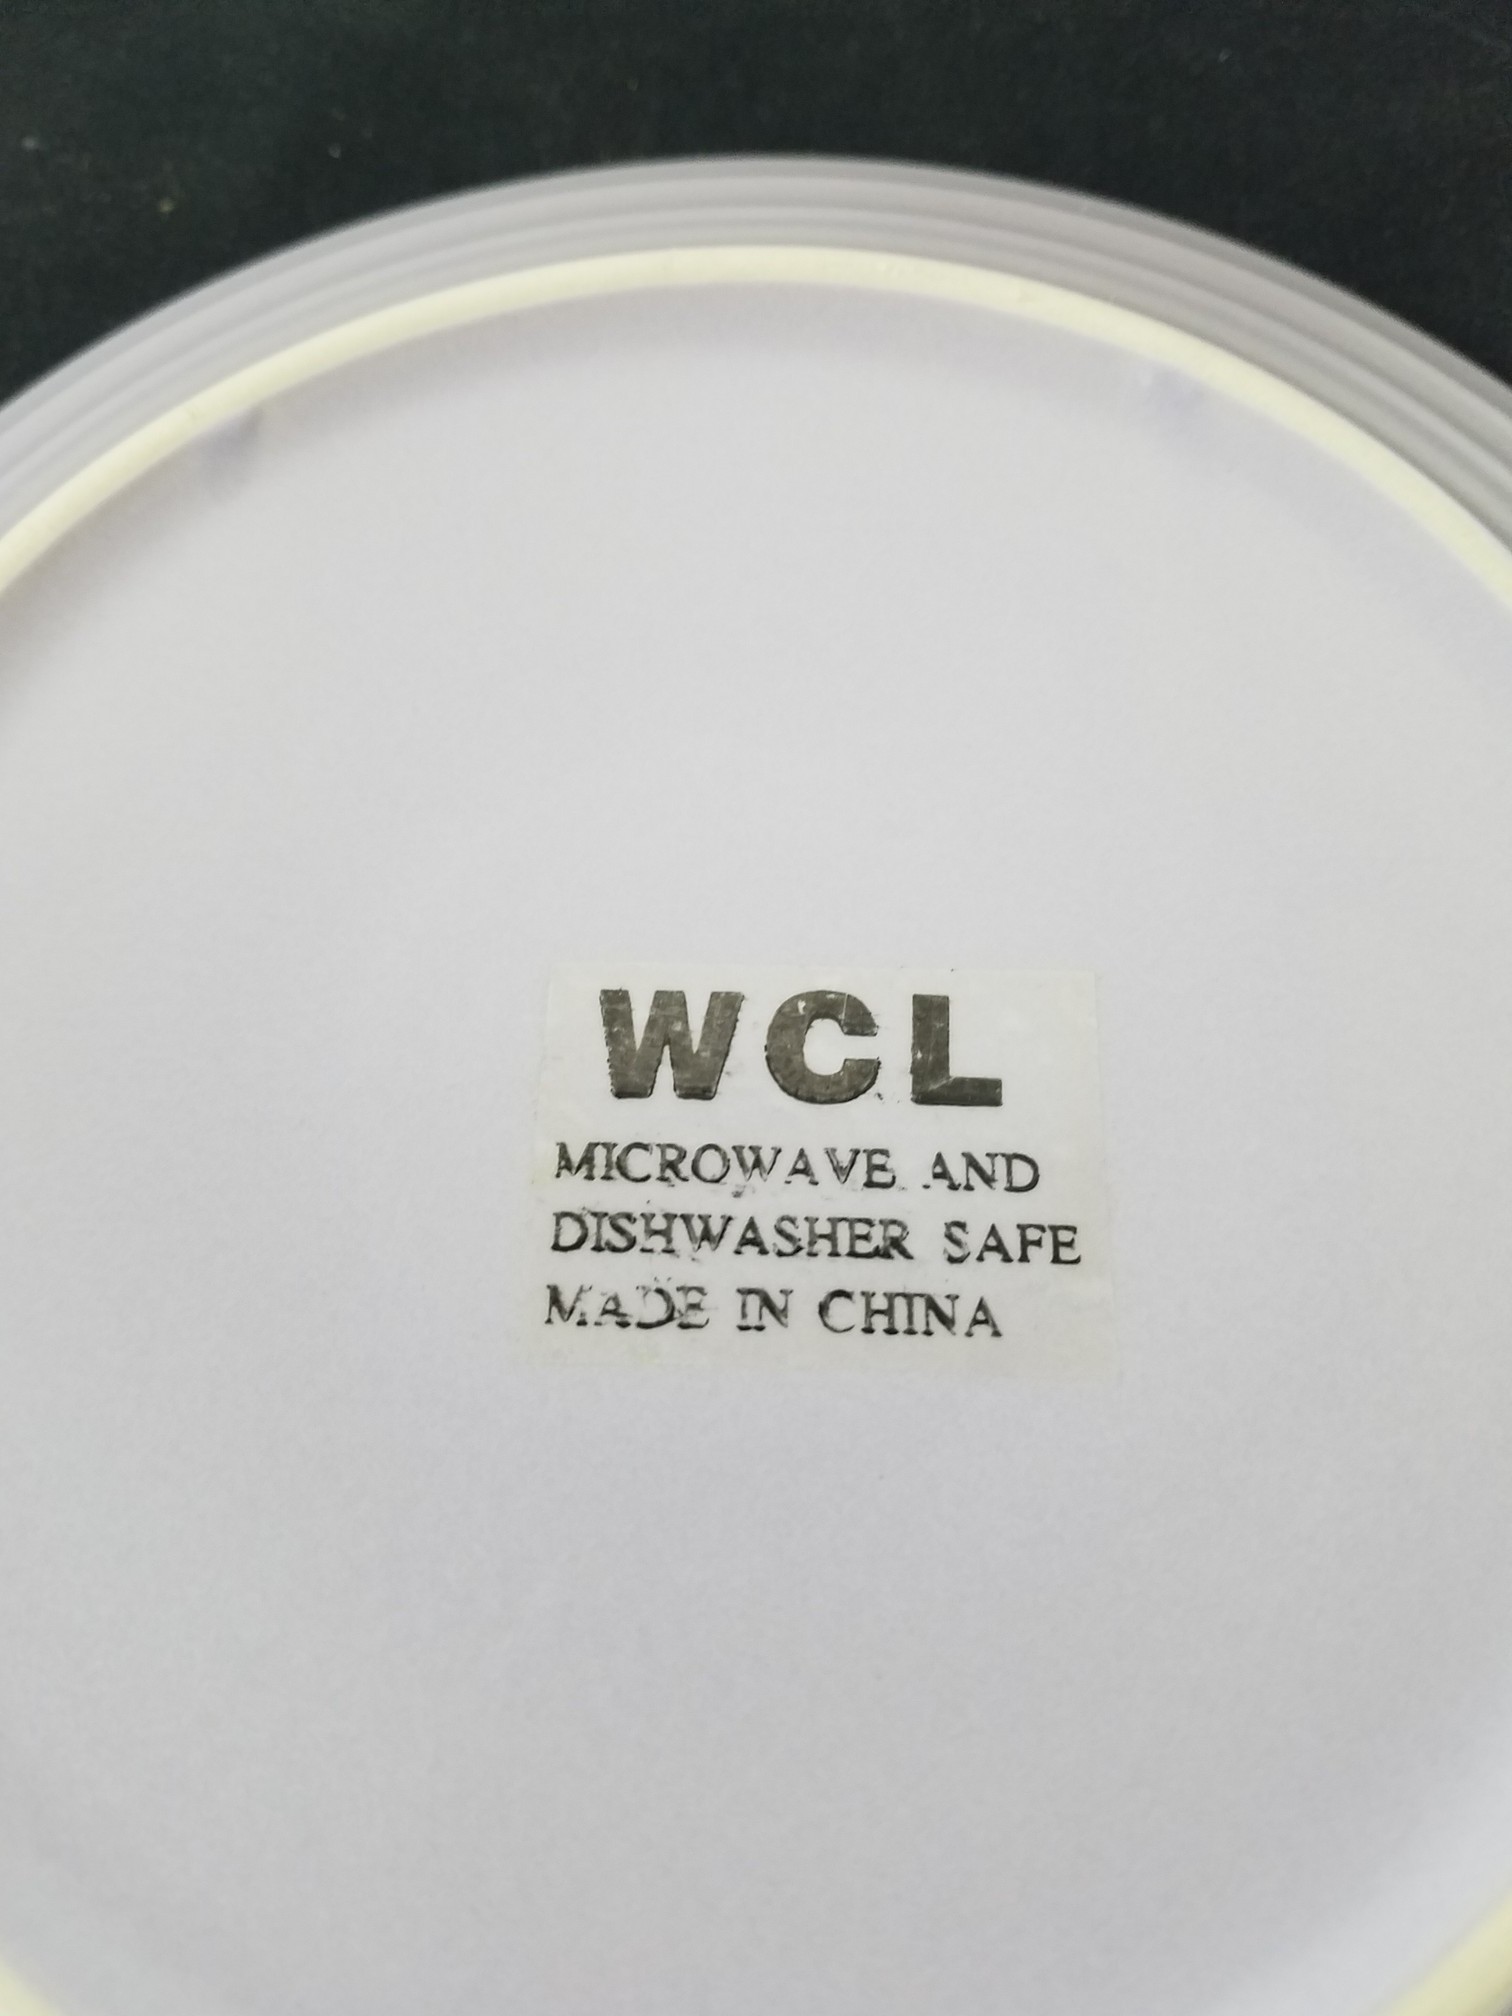 WCL
MICROWAVE AND
DISHWASHER SAFE
MADE IN CHINA